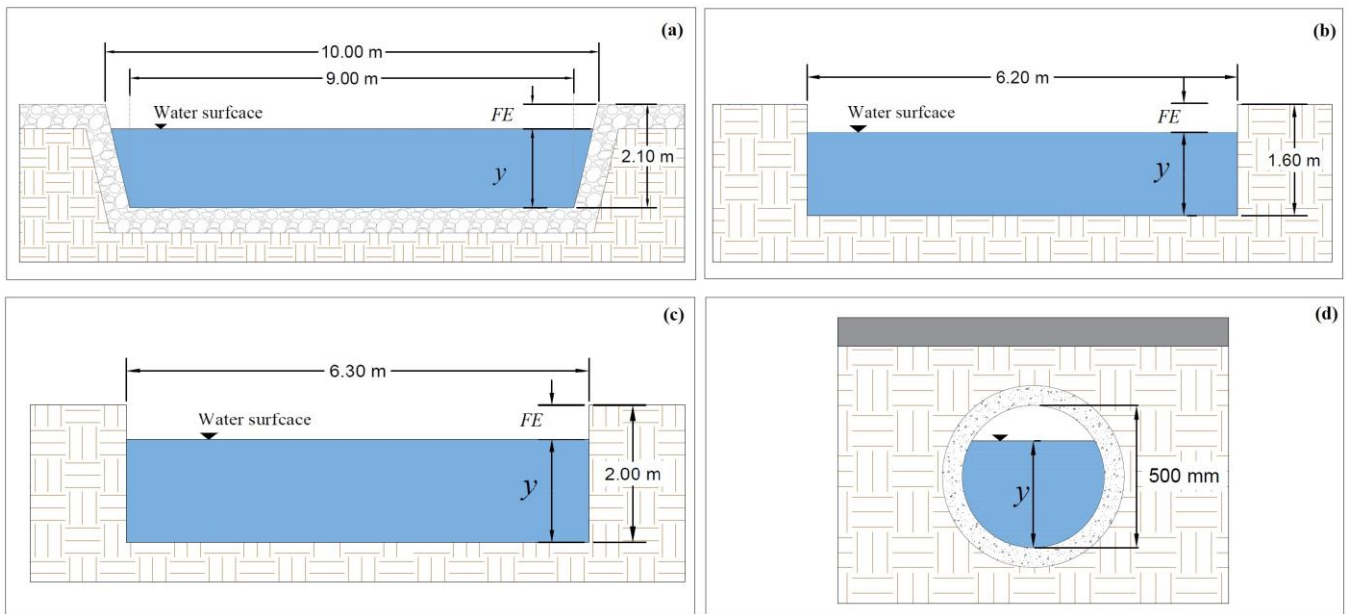 (a)
10.00 m
9.00 m
Water surfcace
FE
y
2.10 m
(b)
6.20 m
Water surfcace
FE
y
1.60 m
(c)
6.30 m
Water surfcace
FE
y
2.00 m
(d)
y
500 mm